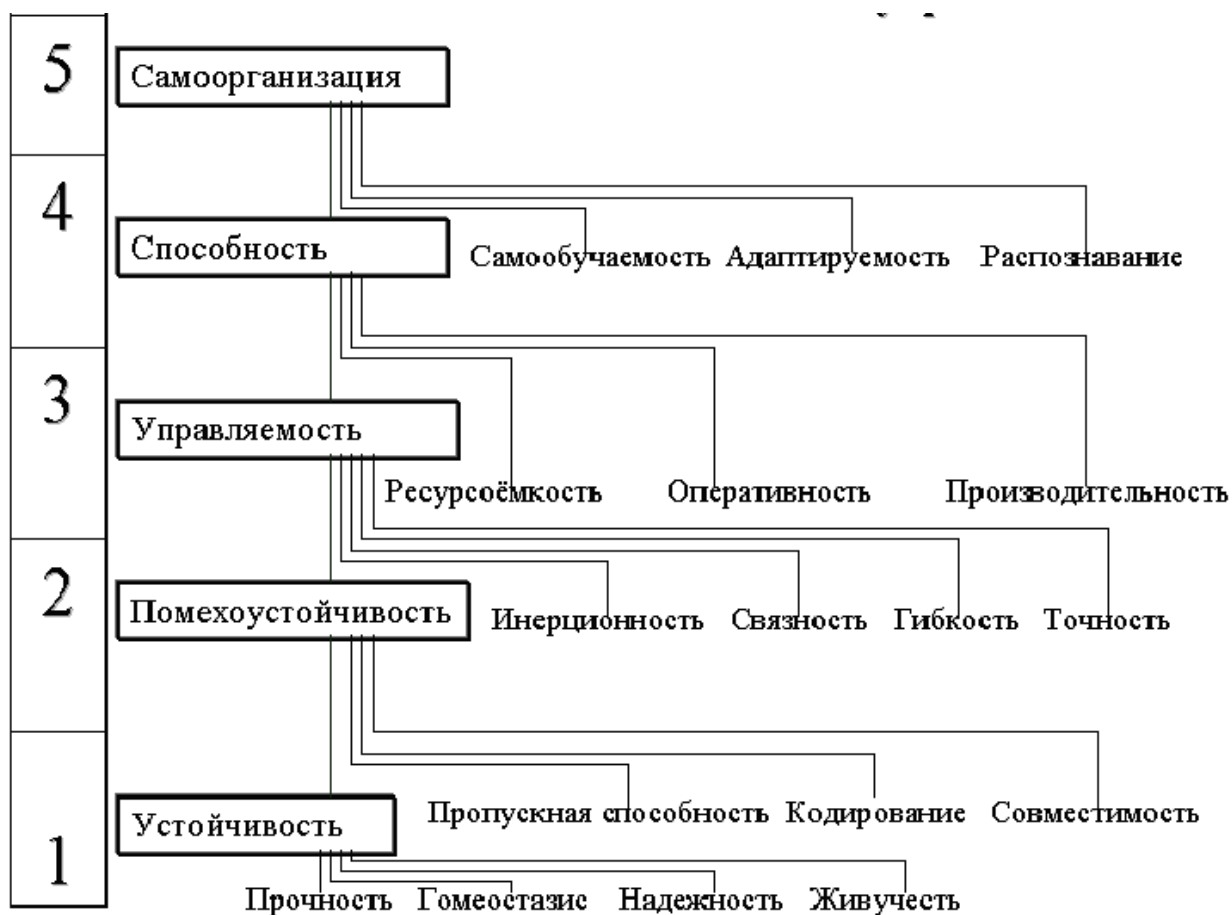 5
Самоорганизация
4
Способность
Самообучаемость Адаптируемость Распознавание
3
Управляемость
Ресурсоёмкость Оперативность Производительность
2
Помехоустойчивость
Инерционность Связность Гибкость Точность
Пропускная способность Кодирование Совместимость
Устойчивость
1
Прочность Гомеостазис Надежность Живучесть